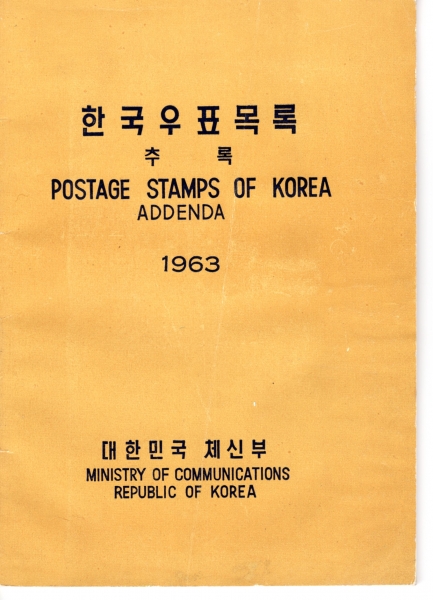 한국우표목록
추 록
POSTAGE STAMPS OF KOREA
ADDENDA
1963
대한민국 체신부
MINISTRY OF COMMUNICATIONS
REPUBLIC OF KOREA